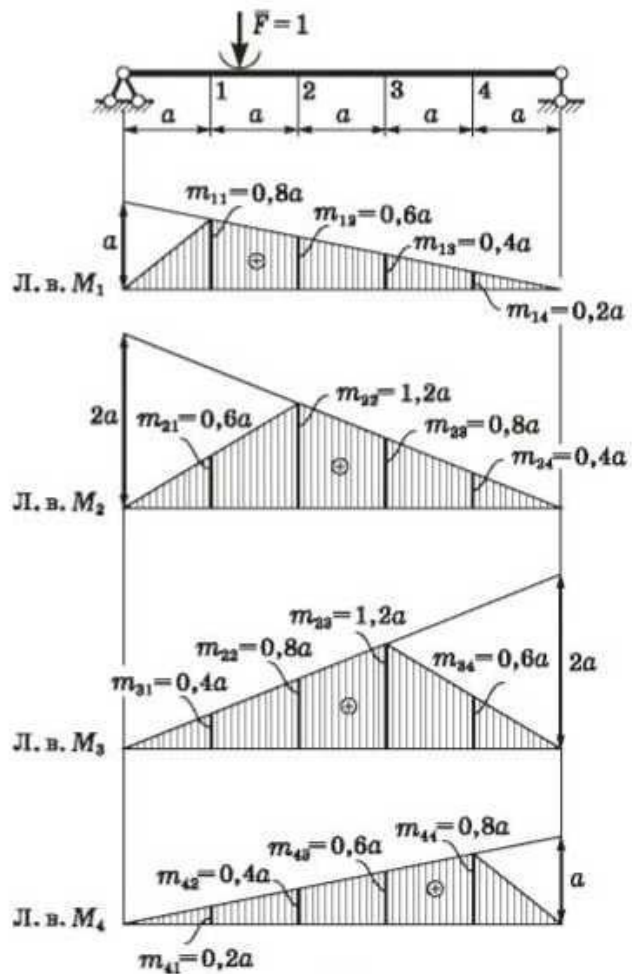 F̅=1
1 2 3 4
a a a a a
m₁₁=0,8a
m₁₂=0,6a
a
m₁₃=0,4a
Л. в. M₁
m₁₄=0,2a
m₂₂=1,2a
2a
m₂₁=0,6a
m₂₃=0,8a
m₂₄=0,4a
Л. в. M₂
m₂₃=1,2a
m₂₂=0,8a
m₃₁=0,4a
m₃₄=0,6a
2a
Л. в. M₃
m₄₄=0,8a
m₄₃=0,6a
m₄₂=0,4a
a
Л. в. M₄
m₄₁=0,2a